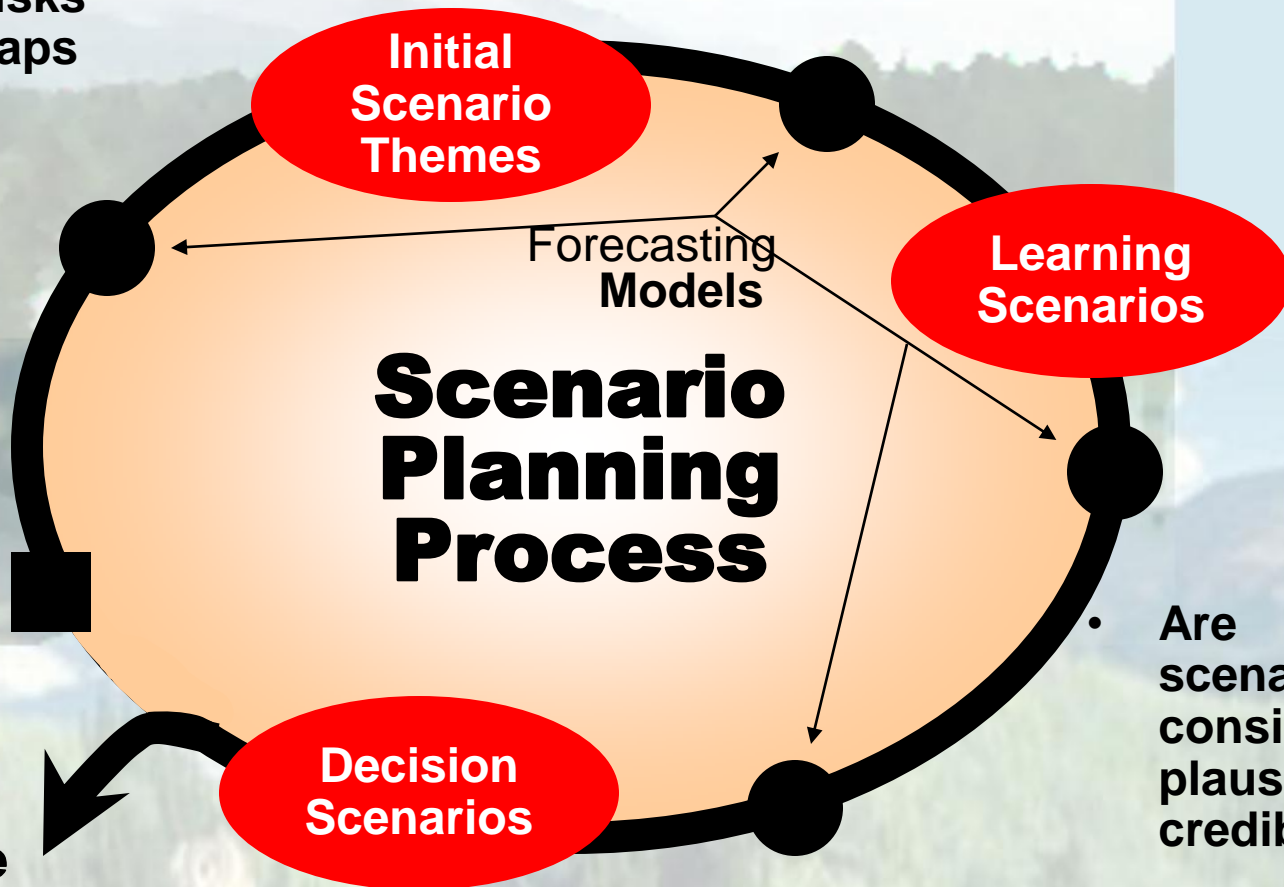 Initial
Scenario
Themes
Forecasting
Models
Learning
Scenarios
Scenario
Planning
Process
Are
Decision
Scenarios